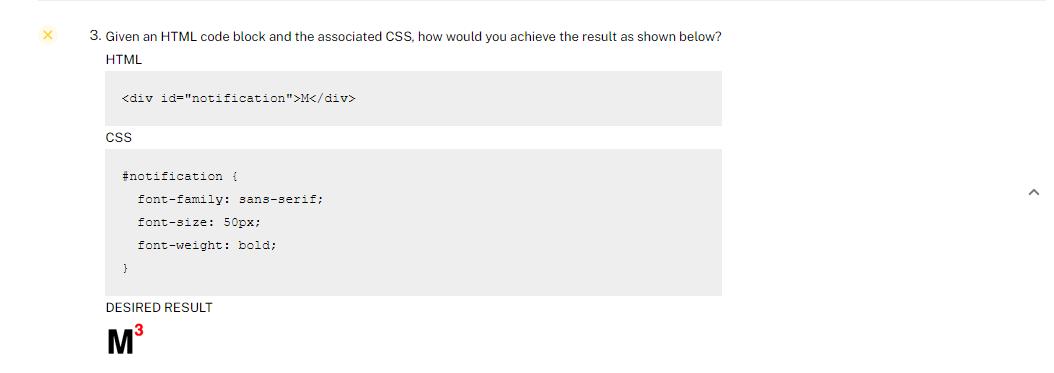 3. Given an HTML code block and the associated CSS, how would you achieve the result as shown below?
HTML
<div id="notification">M</div>
CSS
#notification {
  font-family: sans-serif;
  font-size: 50px;
  font-weight: bold;
}
DESIRED RESULT
M³